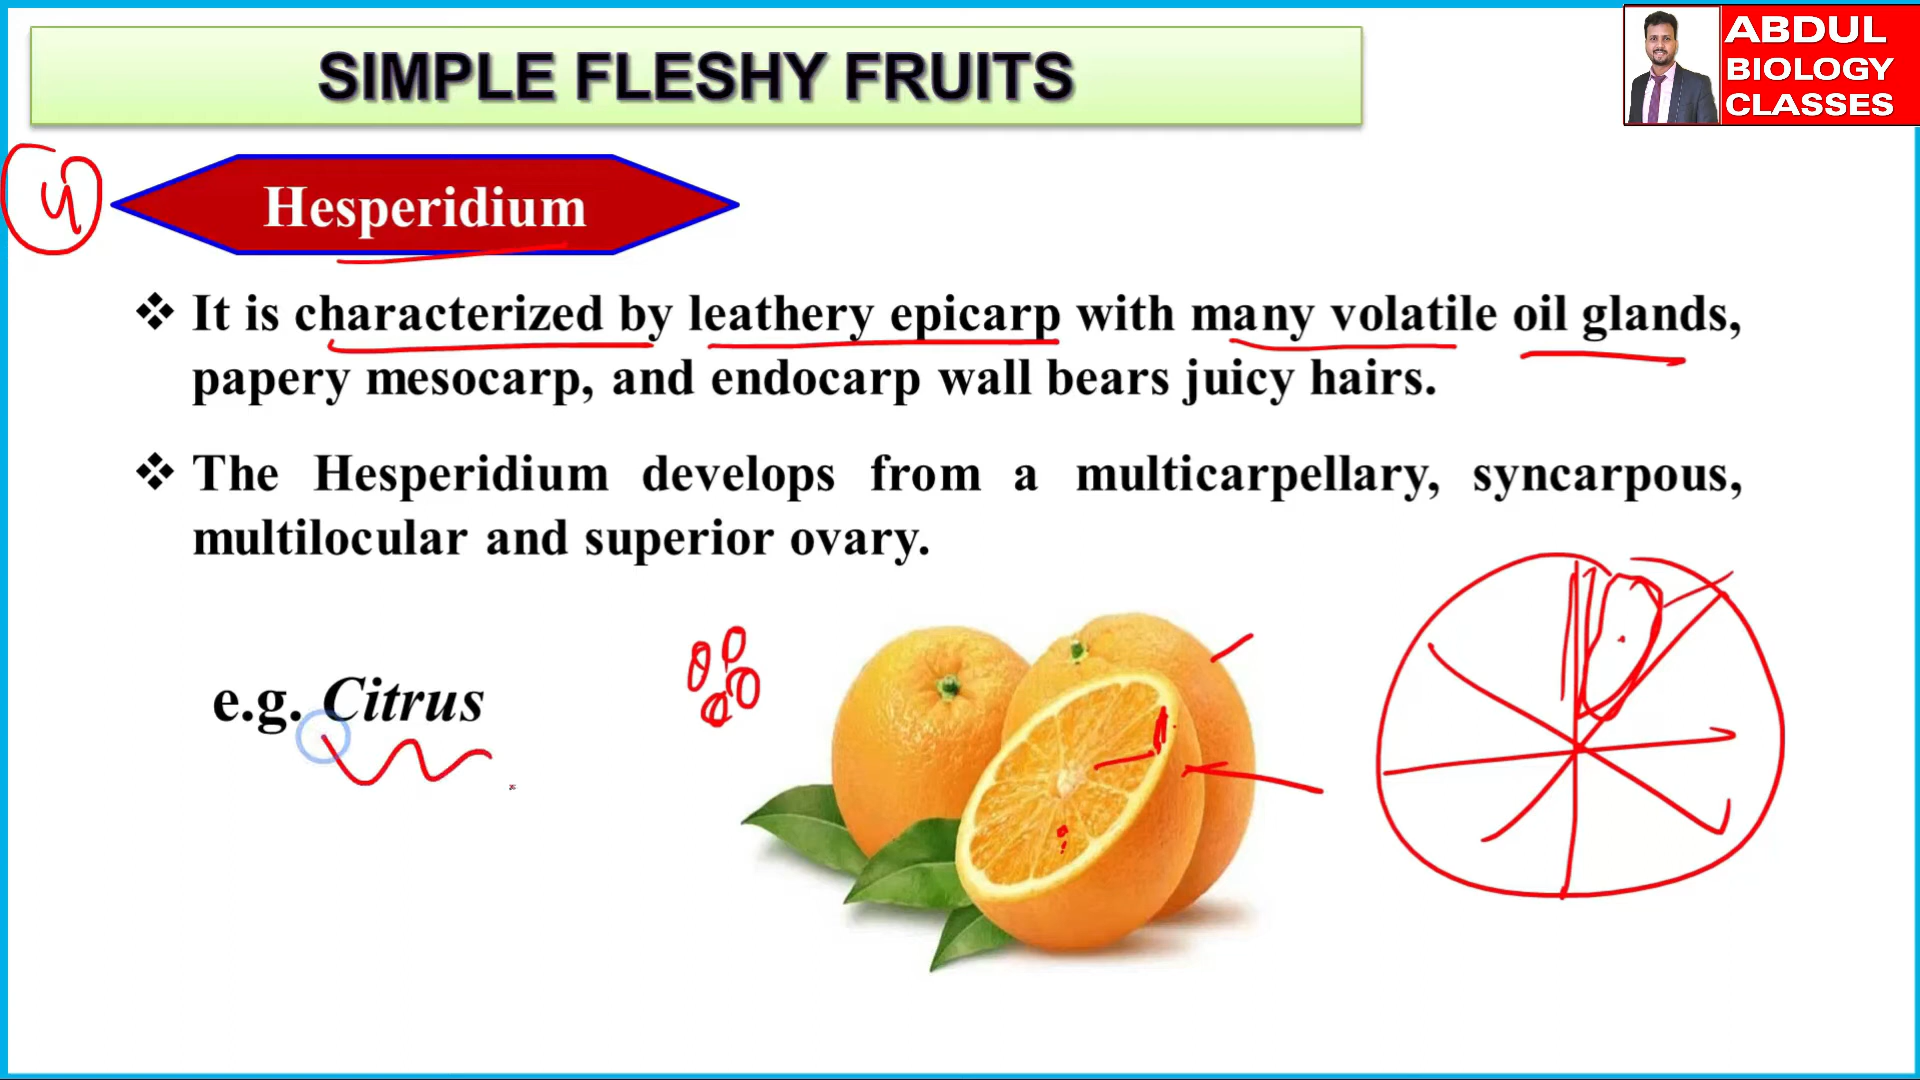 SIMPLE FLESHY FRUITS
ABDUL
BIOLOGY
CLASSES
4
Hesperidium
❖ It is characterized by leathery epicarp with many volatile oil glands,
papery mesocarp, and endocarp wall bears juicy hairs.
❖ The Hesperidium develops from a multicarpellary, syncarpous,
multilocular and superior ovary.
e.g. Citrus